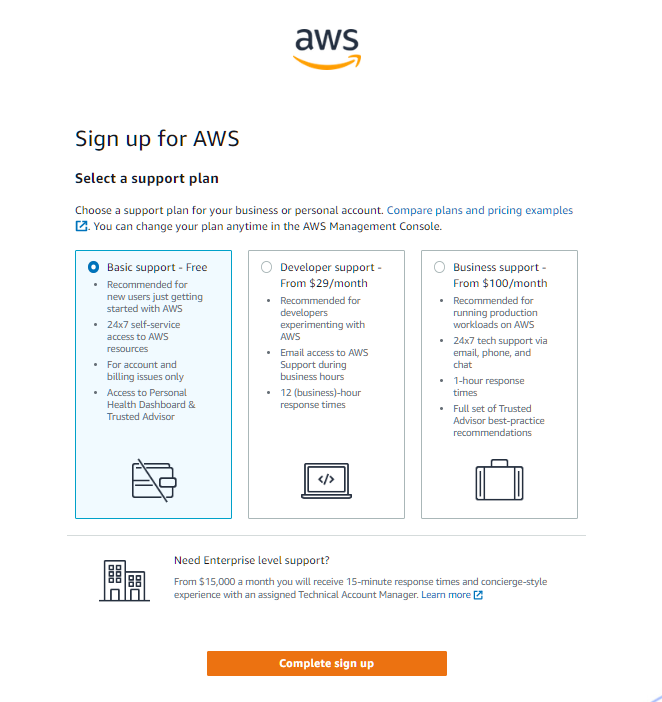 aws
Sign up for AWS
Select a support plan
Choose a support plan for your business or personal account. Compare plans and pricing examples
. You can change your plan anytime in the AWS Management Console.
Basic support - Free
• Recommended for
new users just getting
started with AWS
• 24x7 self-service
access to AWS
resources
• For account and
billing issues only
• Access to Personal
Health Dashboard &
Trusted Advisor
Developer support -
From $29/month
• Recommended for
developers
experimenting with
AWS
• Email access to AWS
Support during
business hours
• 12 (business)-hour
response times
</>
Business support -
From $100/month
• Recommended for
running production
workloads on AWS
• 24x7 tech support via
email, phone, and
chat
• 1-hour response
times
• Full set of Trusted
Advisor best-practice
recommendations
Need Enterprise level support?
From $15,000 a month you will receive 15-minute response times and concierge-style
experience with an assigned Technical Account Manager. Learn more
Complete sign up